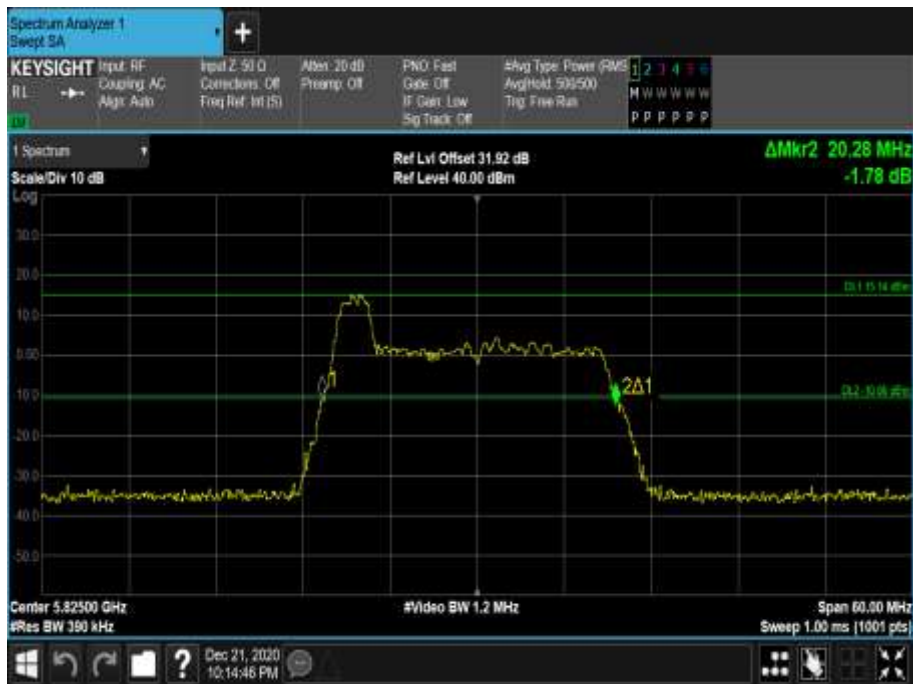 Spectrum Analyzer 1
Swept SA
+
KEYSIGHT
RL
Input: RF
Coupling: AC
Align: Auto
Input Z: 50 Ω
Corrections: Off
Freq Ref: Int (S)
Atten: 20 dB
Preamp: Off
PNO: Fast
Gate: Off
IF Gain: Low
Sig Track: Off
#Avg Type: Power (RMS
Avg|Hold: 500/500
Trig: Free Run
1 2 3 4 5 6
M W W W W W
P P P P P P
1 Spectrum
Scale/Div 10 dB
Ref Lvl Offset 31.92 dB
Ref Level 40.00 dBm
ΔMkr2 20.28 MHz
-1.78 dB
Log
30.0
20.0
DL1 15.14 dBm
10.0
0.00
2Δ1
-10.0
-20.0
-30.0
-40.0
-50.0
Center 5.82500 GHz
#Video BW 1.2 MHz
Span 60.00 MHz
#Res BW 390 kHz
Sweep 1.00 ms (1001 pts)
?
Dec 21, 2020
10:14:46 PM